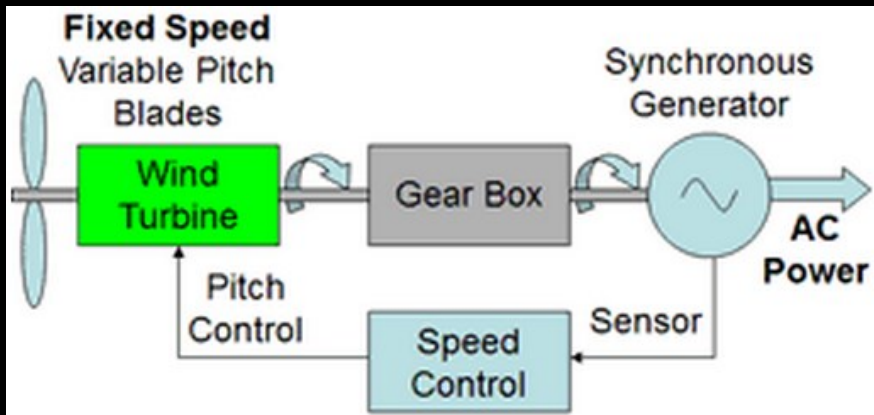 Fixed Speed
Variable Pitch
Blades
Synchronous
Generator
Wind
Turbine
Gear Box
AC
Power
Pitch
Control
Speed
Control
Sensor